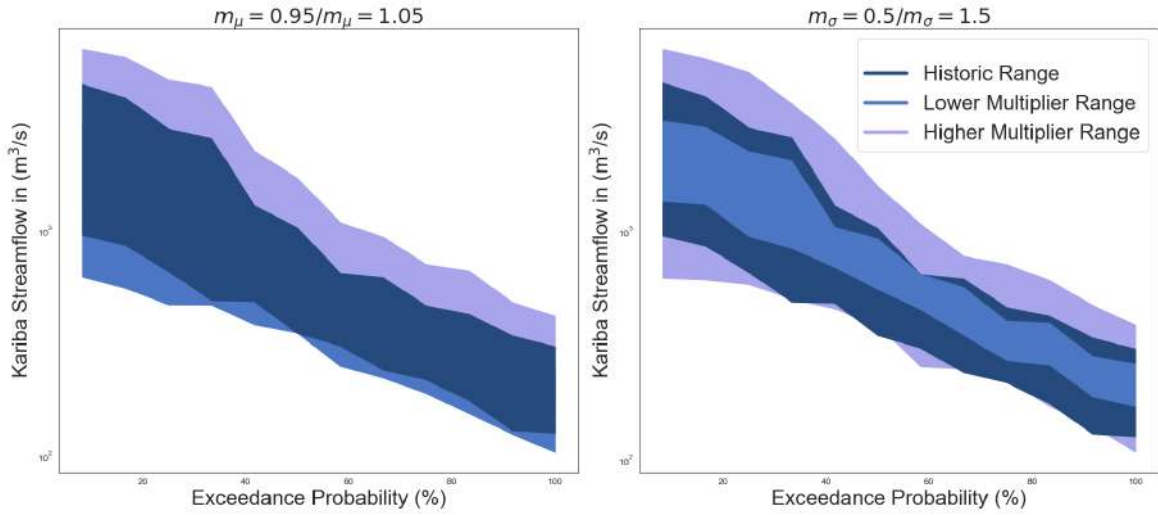 m_μ = 0.95/m_μ = 1.05
Kariba Streamflow in (m³/s)
10³
10²
20
40
60
80
100
Exceedance Probability (%)
m_σ = 0.5/m_σ = 1.5
Historic Range
Lower Multiplier Range
Higher Multiplier Range
Kariba Streamflow in (m³/s)
10³
10²
20
40
60
80
100
Exceedance Probability (%)